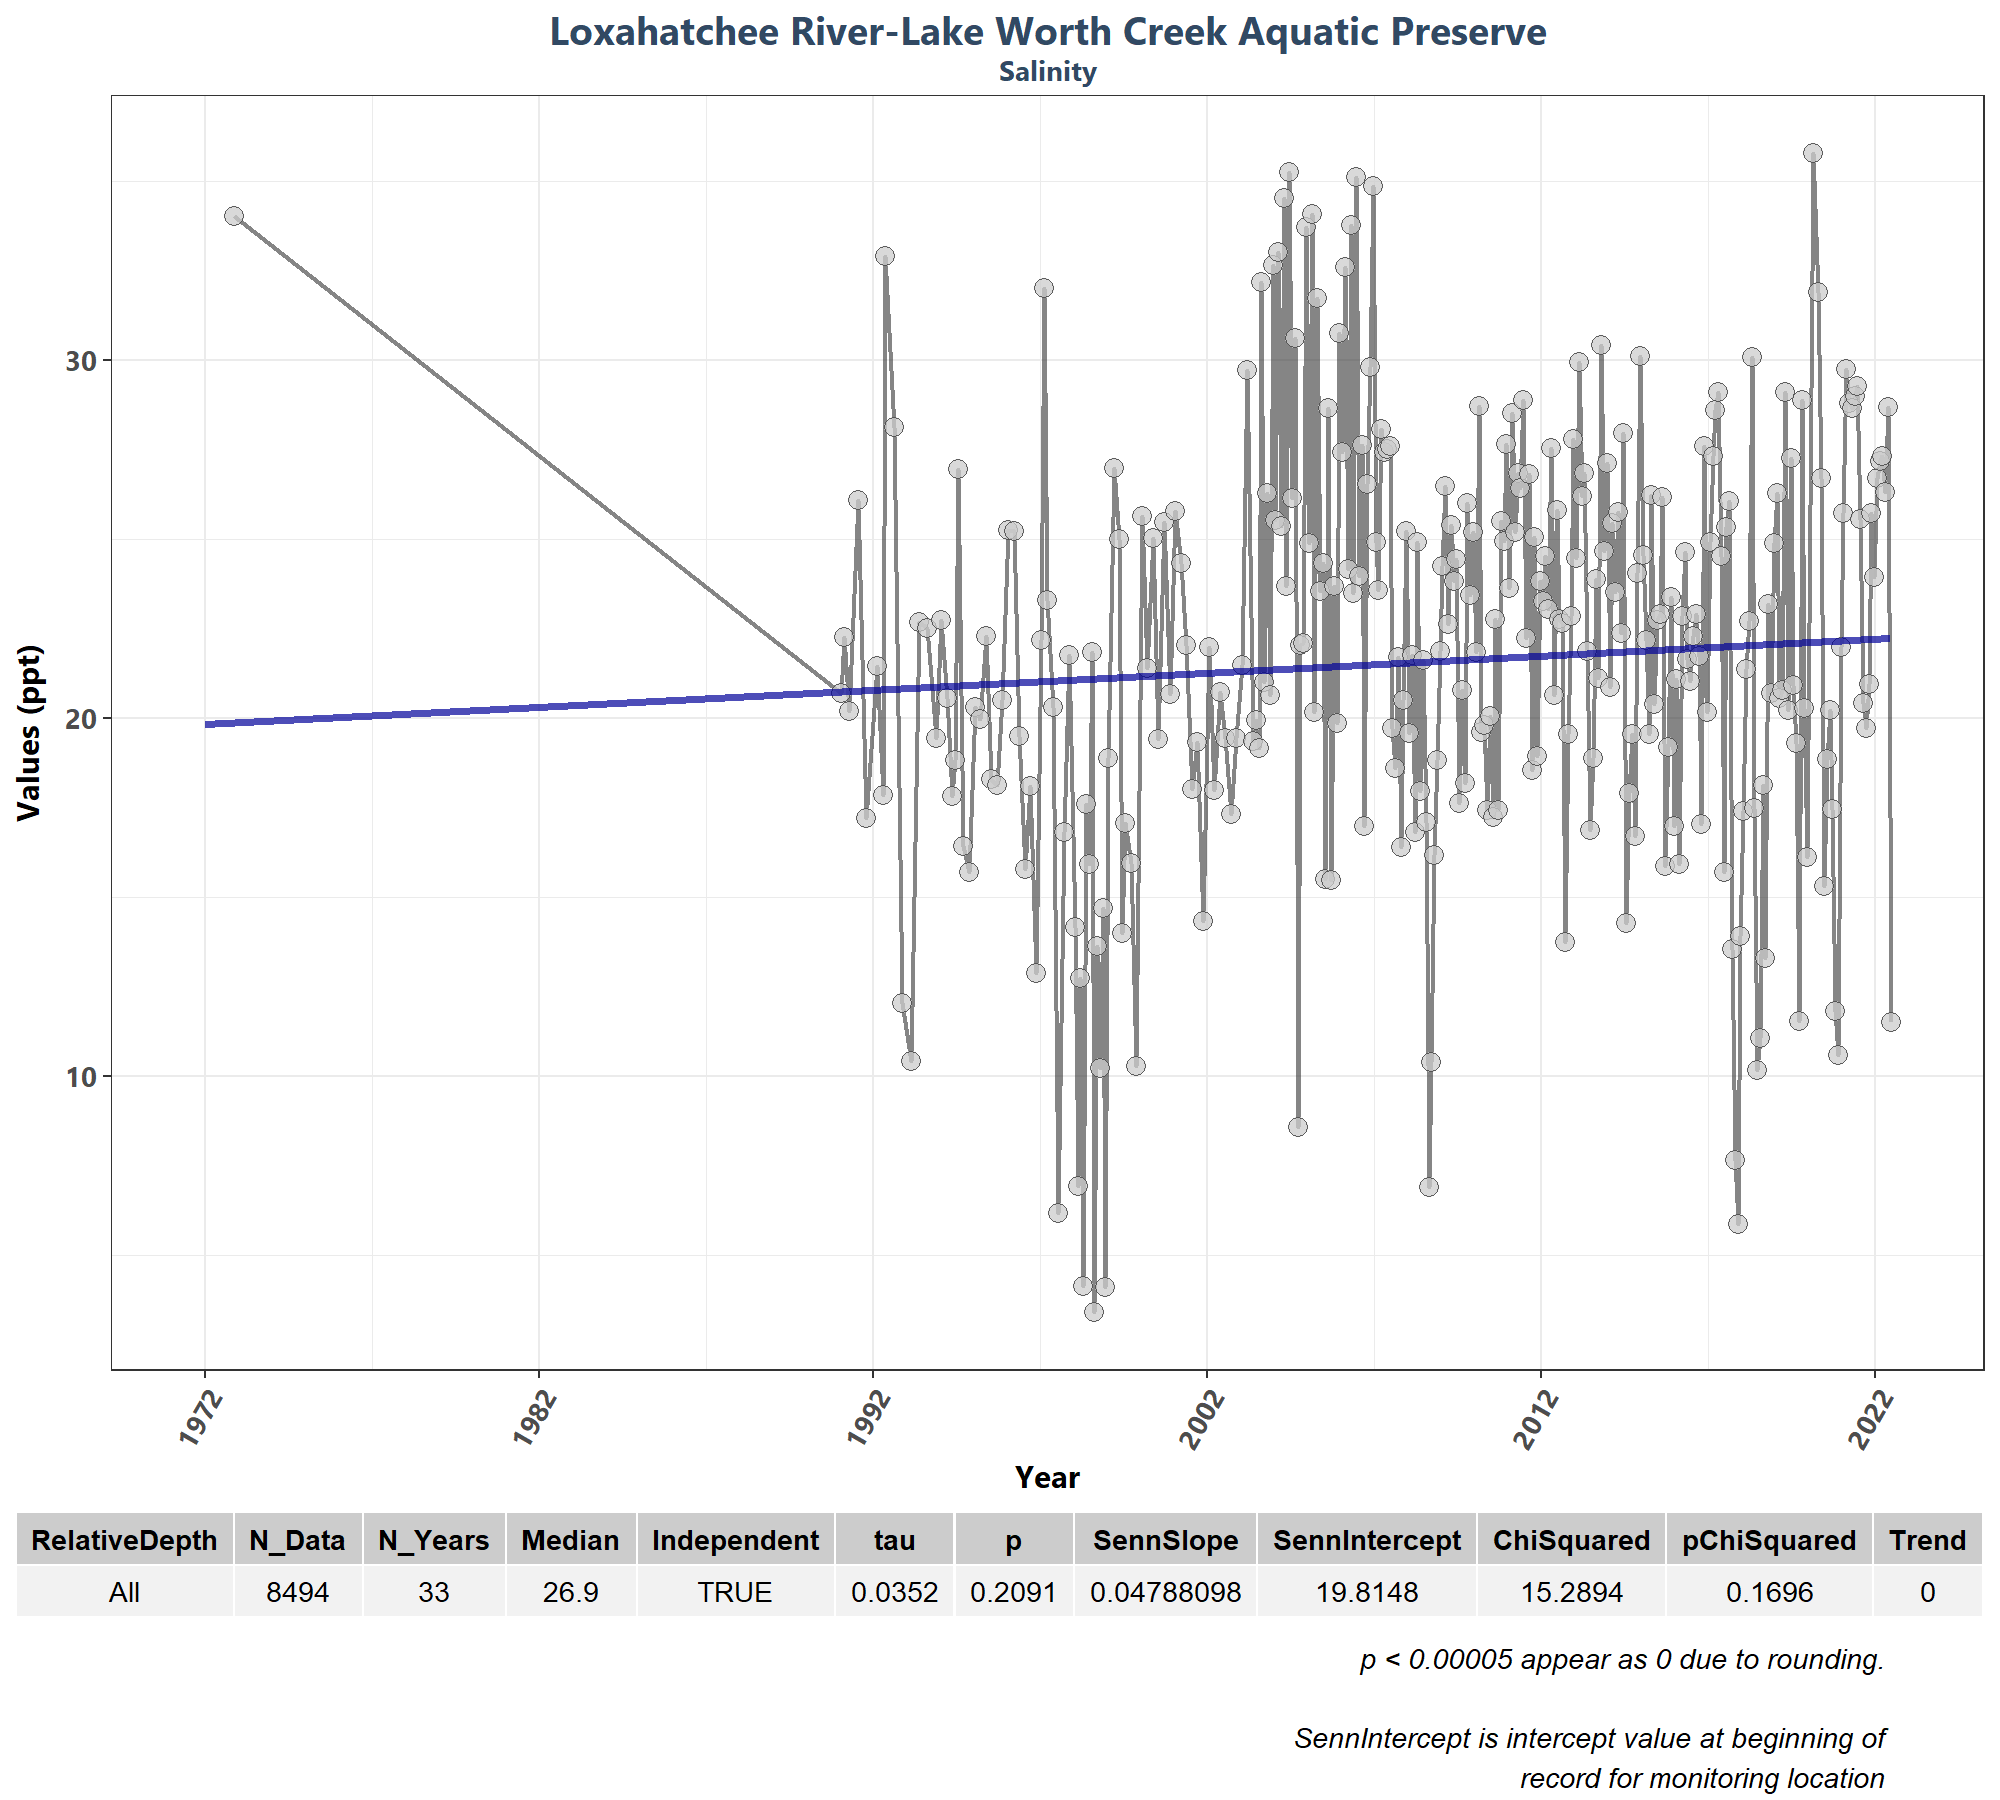 Loxahatchee River-Lake Worth Creek Aquatic Preserve
Salinity
Values (ppt)
30
20
10
1972
1982
1992
2002
2012
2022
Year
RelativeDepth N_Data N_Years Median Independent tau p SennSlope SennIntercept ChiSquared pChiSquared Trend
All 8494 33 26.9 TRUE 0.0352 0.2091 0.04788098 19.8148 15.2894 0.1696 0
p < 0.00005 appear as 0 due to rounding.
SennIntercept is intercept value at beginning of
record for monitoring location